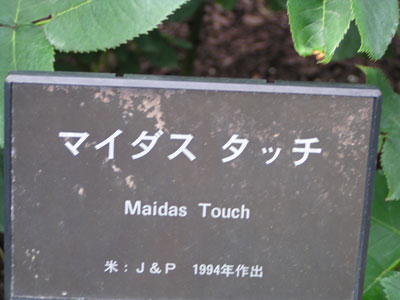 マイダス タッチ
Maidas Touch
米：J＆P 1994年作出